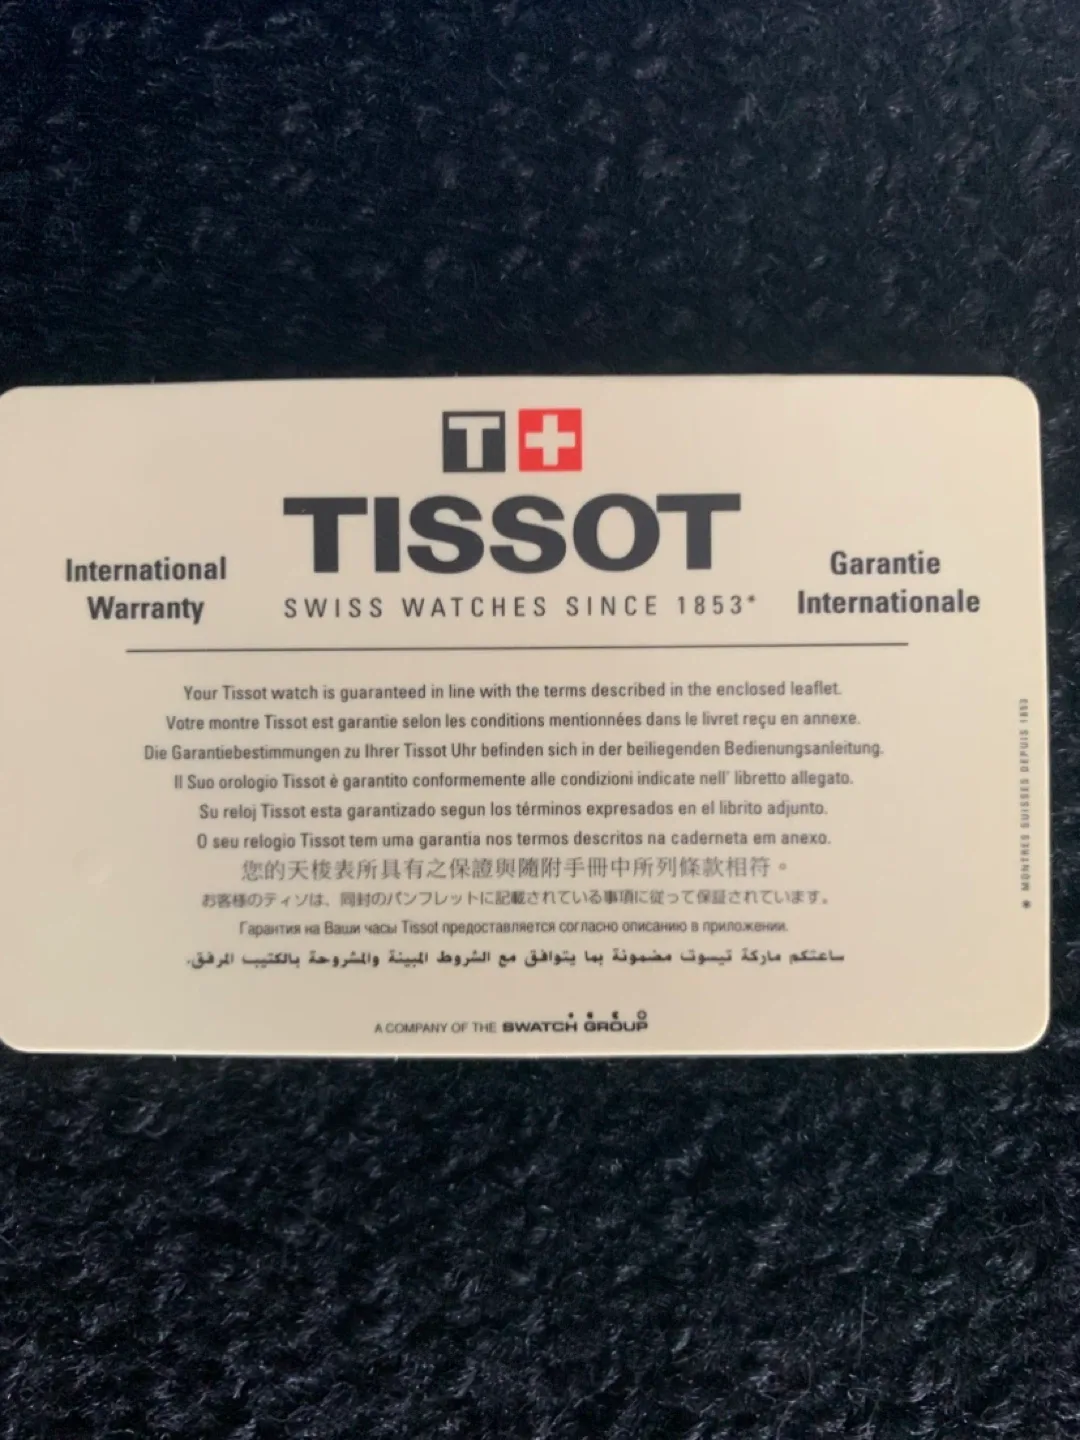 T
TISSOT
International Warranty
SWISS WATCHES SINCE 1853*
Garantie Internationale
Your Tissot watch is guaranteed in line with the terms described in the enclosed leaflet.
Votre montre Tissot est garantie selon les conditions mentionnées dans le livret reçu en annexe.
Die Garantiebestimmungen zu Ihrer Tissot Uhr befinden sich in der beiliegenden Bedienungsanleitung.
Il Suo orologio Tissot è garantito conformemente alle condizioni indicate nell' libretto allegato.
Su reloj Tissot esta garantizado segun los términos expresados en el librito adjunto.
O seu relogio Tissot tem uma garantia nos termos descritos na caderneta em anexo.
您的天梭表所具有之保證與隨附手冊中所列條款相符。
お客様のティソは、同封のパンフレットに記載されている事項に従って保証されています。
Гарантия на Ваши часы Tissot предоставляется согласно описанию в приложении.
ساعتكم ماركة تيسوت مضمونة بما يتوافق مع الشروط المبينة والمشروحة بالكتيب المرفق.
A COMPANY OF THE SWATCH GROUP
* MONTRES SUISSES DEPUIS 1853